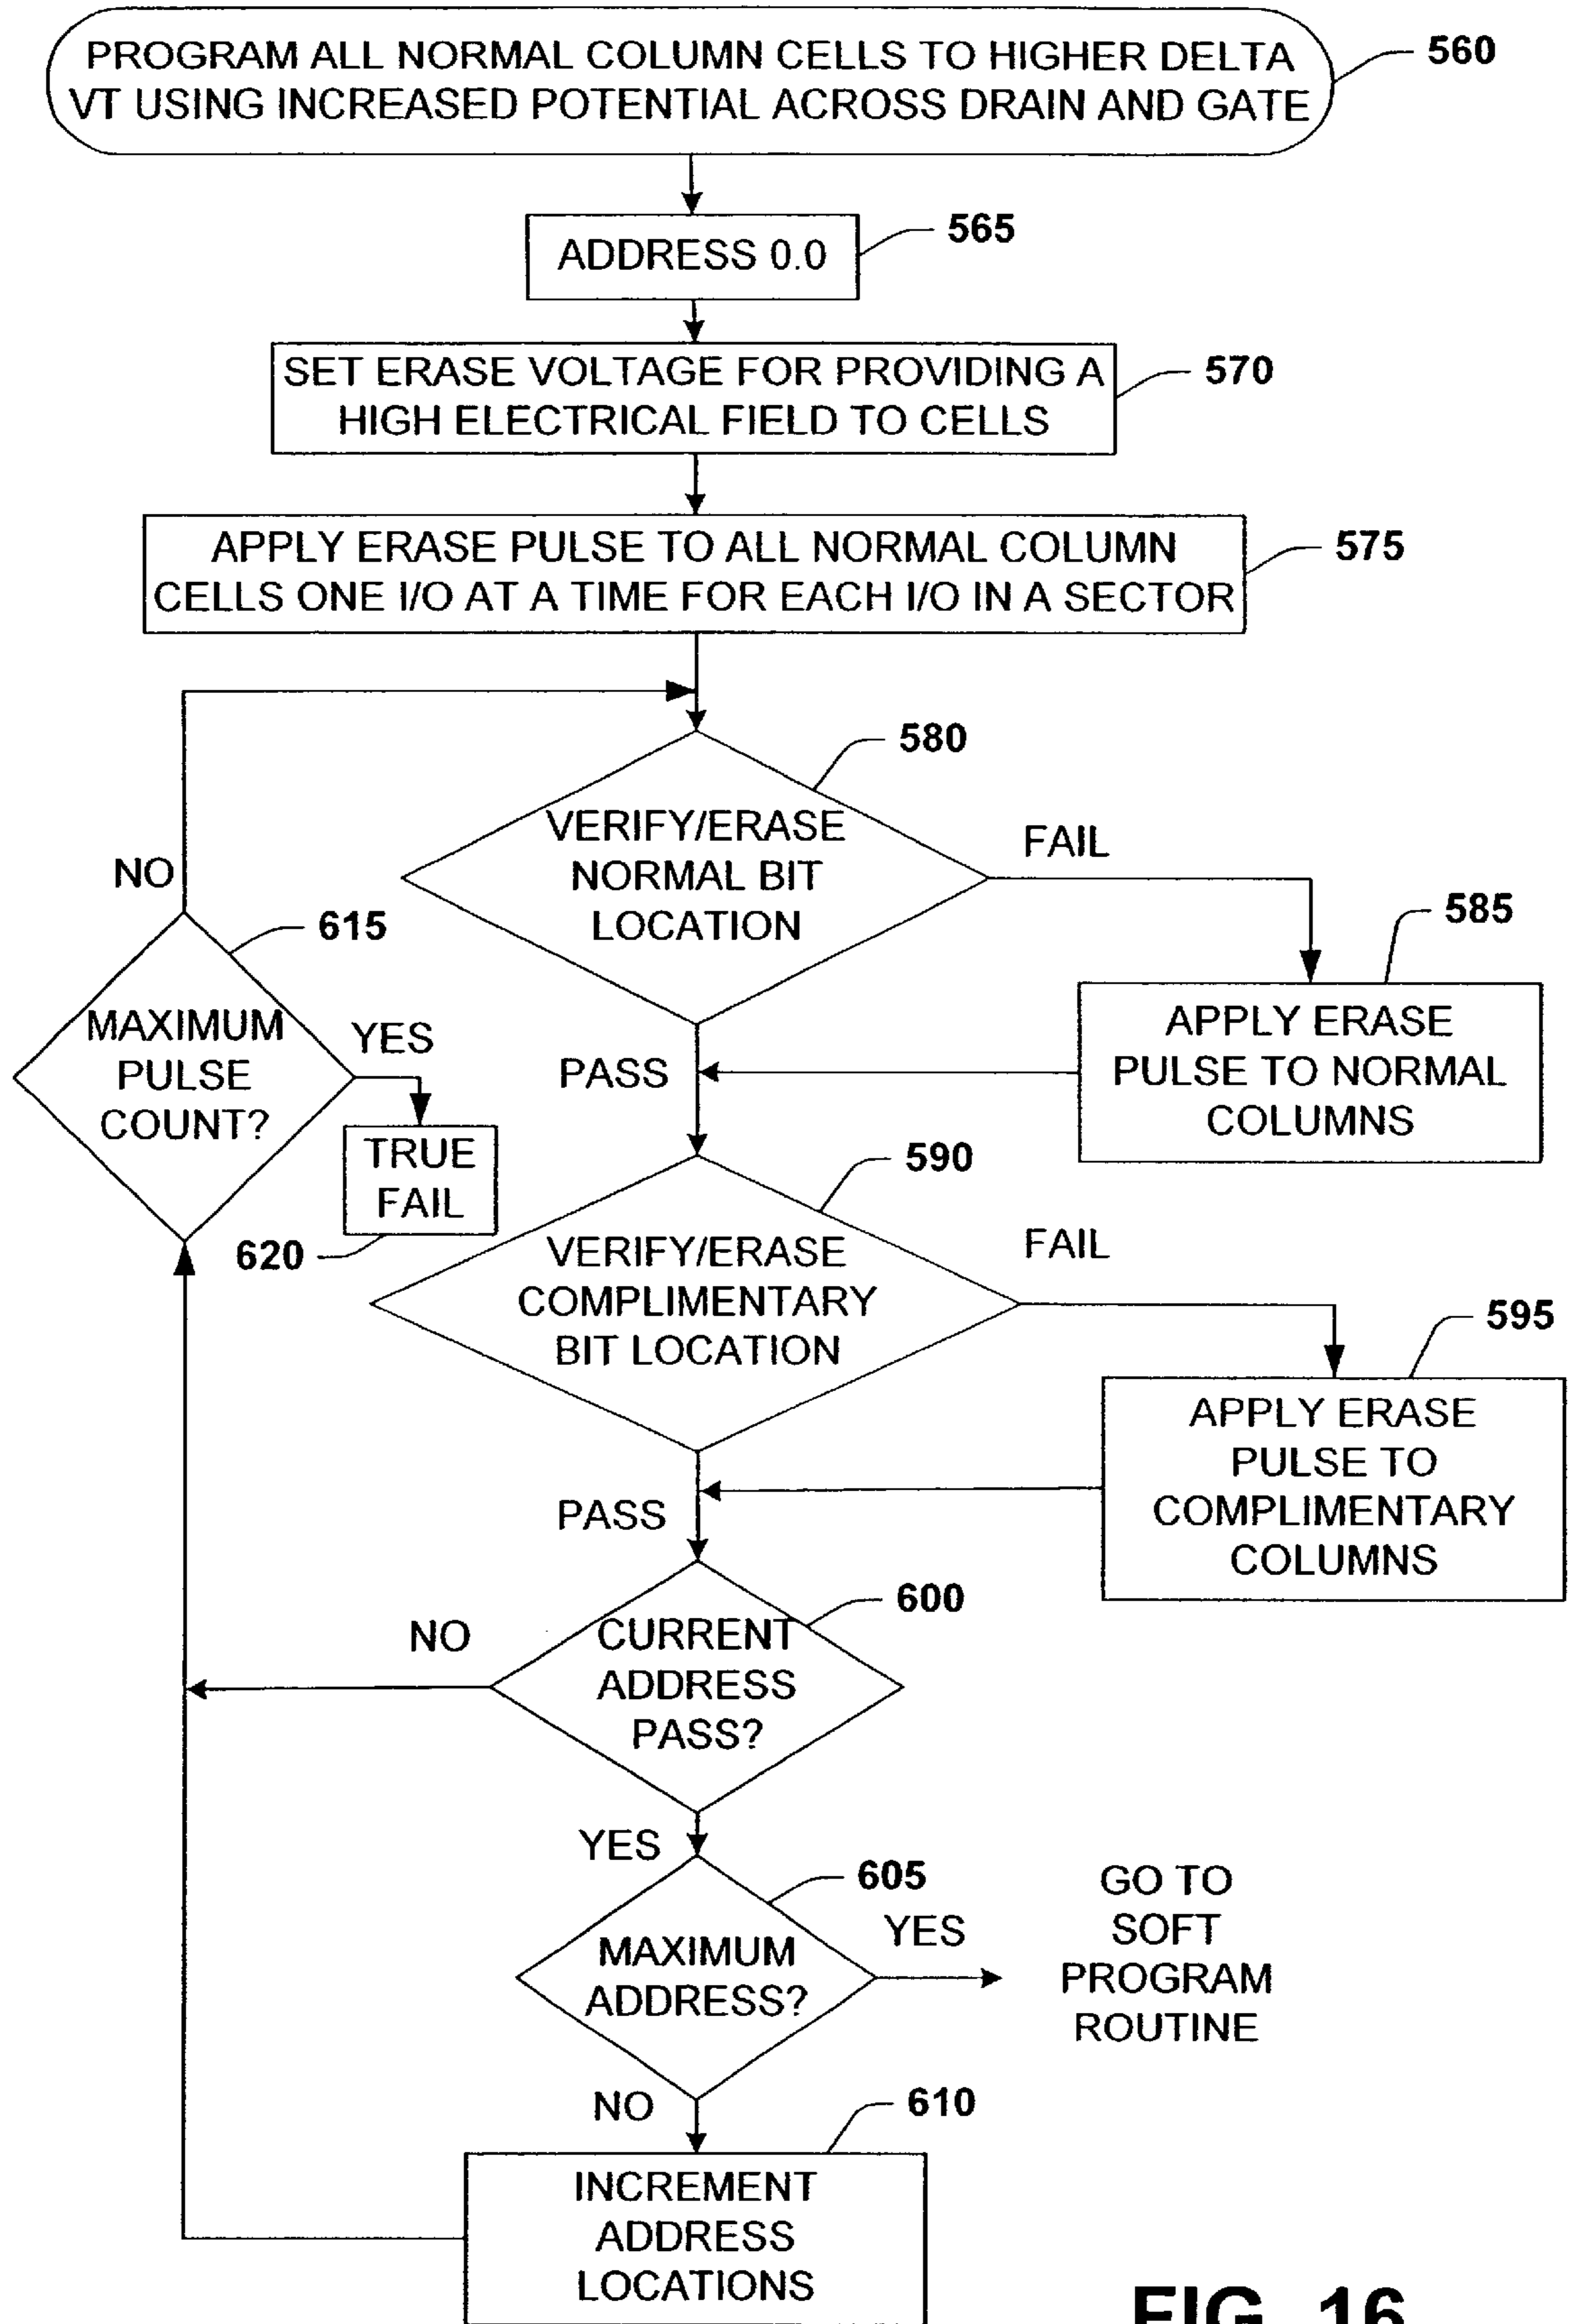 PROGRAM ALL NORMAL COLUMN CELLS TO HIGHER DELTA
VT USING INCREASED POTENTIAL ACROSS DRAIN AND GATE
560
ADDRESS 0.0
565
SET ERASE VOLTAGE FOR PROVIDING A
HIGH ELECTRICAL FIELD TO CELLS
570
APPLY ERASE PULSE TO ALL NORMAL COLUMN
CELLS ONE I/O AT A TIME FOR EACH I/O IN A SECTOR
575
580
VERIFY/ERASE
NORMAL BIT
LOCATION
FAIL
NO
615
585
MAXIMUM
PULSE
COUNT?
YES
PASS
APPLY ERASE
PULSE TO NORMAL
COLUMNS
TRUE
FAIL
620
590
VERIFY/ERASE
COMPLIMENTARY
BIT LOCATION
FAIL
595
APPLY ERASE
PULSE TO
COMPLIMENTARY
COLUMNS
PASS
600
NO
CURRENT
ADDRESS
PASS?
YES
605
MAXIMUM
ADDRESS?
YES
GO TO
SOFT
PROGRAM
ROUTINE
NO
610
INCREMENT
ADDRESS
LOCATIONS
FIG. 16